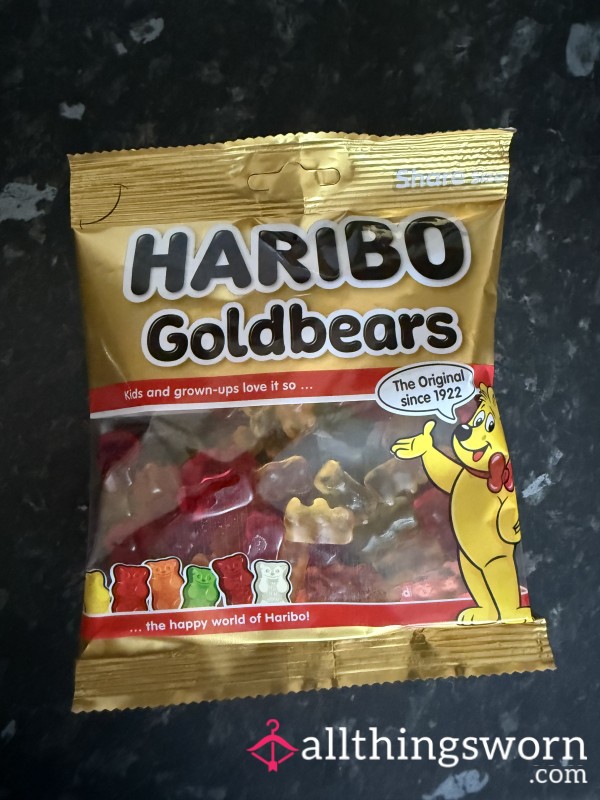 Share Size
HARIBO
Goldbears
Kids and grown-ups love it so ...
The Original
since 1922
... the happy world of Haribo!
allthingsworn
.com